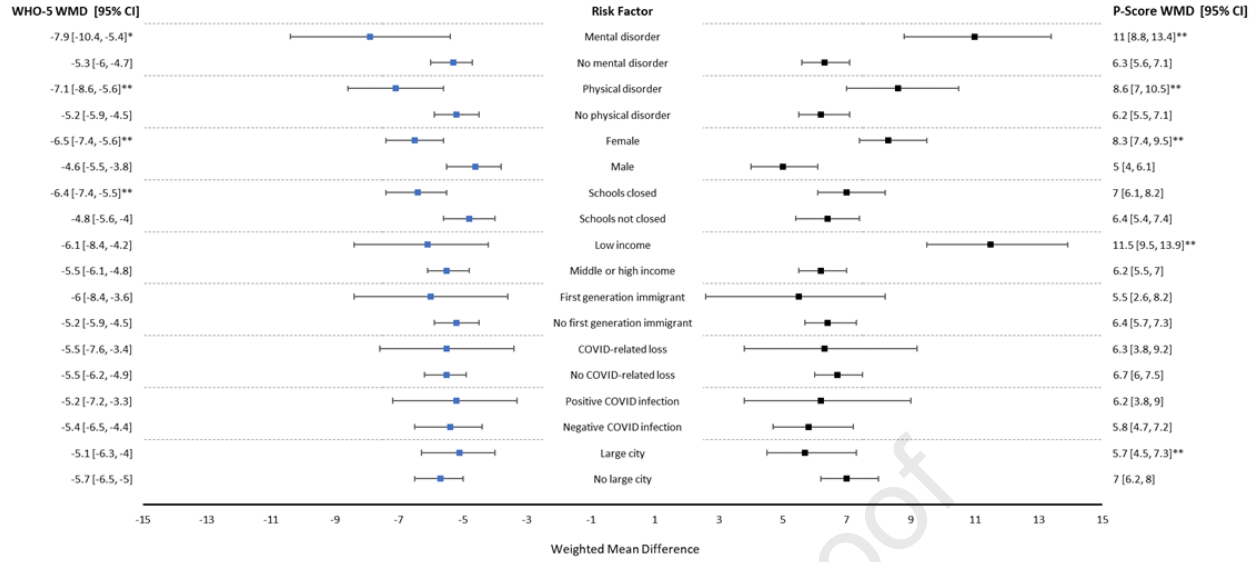 WHO-5 WMD [95% CI] Risk Factor P-Score WMD [95% CI]
-7.9 [-10.4, -5.4]* Mental disorder 11 [8.8, 13.4]**
-5.3 [-6, -4.7] No mental disorder 6.3 [5.6, 7.1]
-7.1 [-8.6, -5.6]** Physical disorder 8.6 [7, 10.5]**
-5.2 [-5.9, -4.5] No physical disorder 6.2 [5.5, 7.1]
-6.5 [-7.4, -5.6]** Female 8.3 [7.4, 9.5]**
-4.6 [-5.5, -3.8] Male 5 [4, 6.1]
-6.4 [-7.4, -5.5]** Schools closed 7 [6.1, 8.2]
-4.8 [-5.6, -4] Schools not closed 6.4 [5.4, 7.4]
-6.1 [-8.4, -4.2] Low income 11.5 [9.5, 13.9]**
-5.5 [-6.1, -4.8] Middle or high income 6.2 [5.5, 7]
-6 [-8.4, -3.6] First generation immigrant 5.5 [2.6, 8.2]
-5.2 [-5.9, -4.5] No first generation immigrant 6.4 [5.7, 7.3]
-5.5 [-7.6, -3.4] COVID-related loss 6.3 [3.8, 9.2]
-5.5 [-6.2, -4.9] No COVID-related loss 6.7 [6, 7.5]
-5.2 [-7.2, -3.3] Positive COVID infection 6.2 [3.8, 9]
-5.4 [-6.5, -4.4] Negative COVID infection 5.8 [4.7, 7.2]
-5.1 [-6.3, -4] Large city 5.7 [4.5, 7.3]**
-5.7 [-6.5, -5] No large city 7 [6.2, 8]
-15 -13 -11 -9 -7 -5 -3 -1 1 3 5 7 9 11 13 15
Weighted Mean Difference
oof